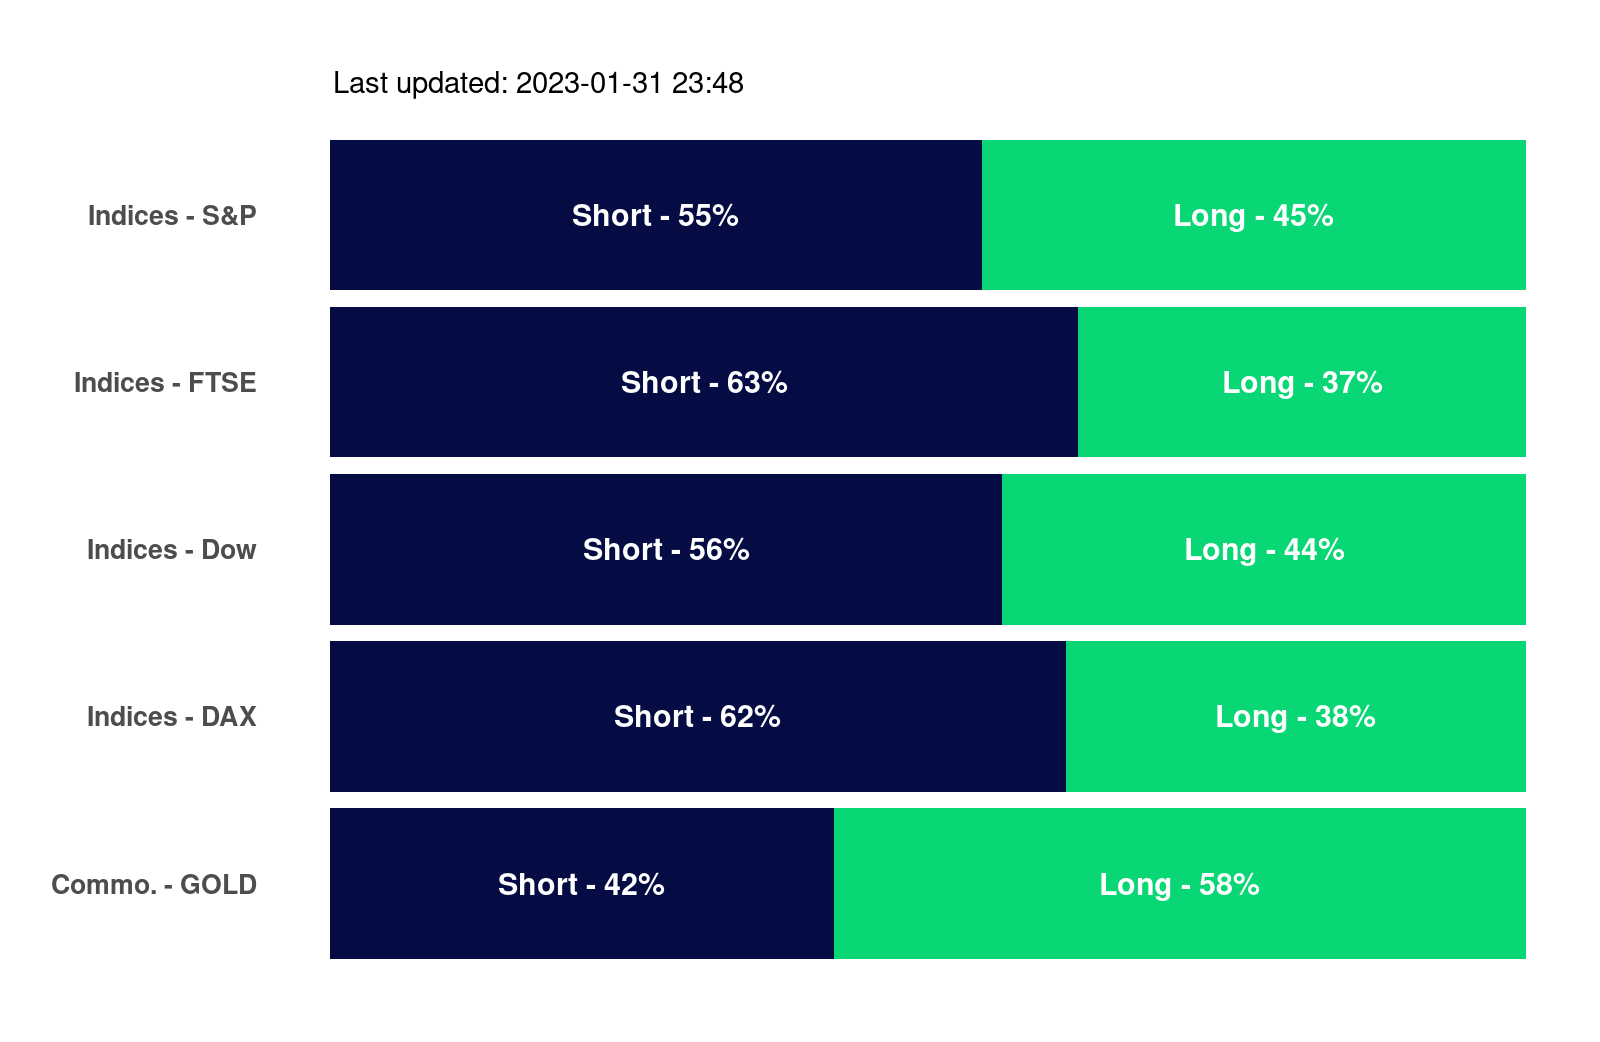 Last updated: 2023-01-31 23:48
Indices - S&P Short - 55% Long - 45%
Indices - FTSE Short - 63% Long - 37%
Indices - Dow Short - 56% Long - 44%
Indices - DAX Short - 62% Long - 38%
Commo. - GOLD Short - 42% Long - 58%